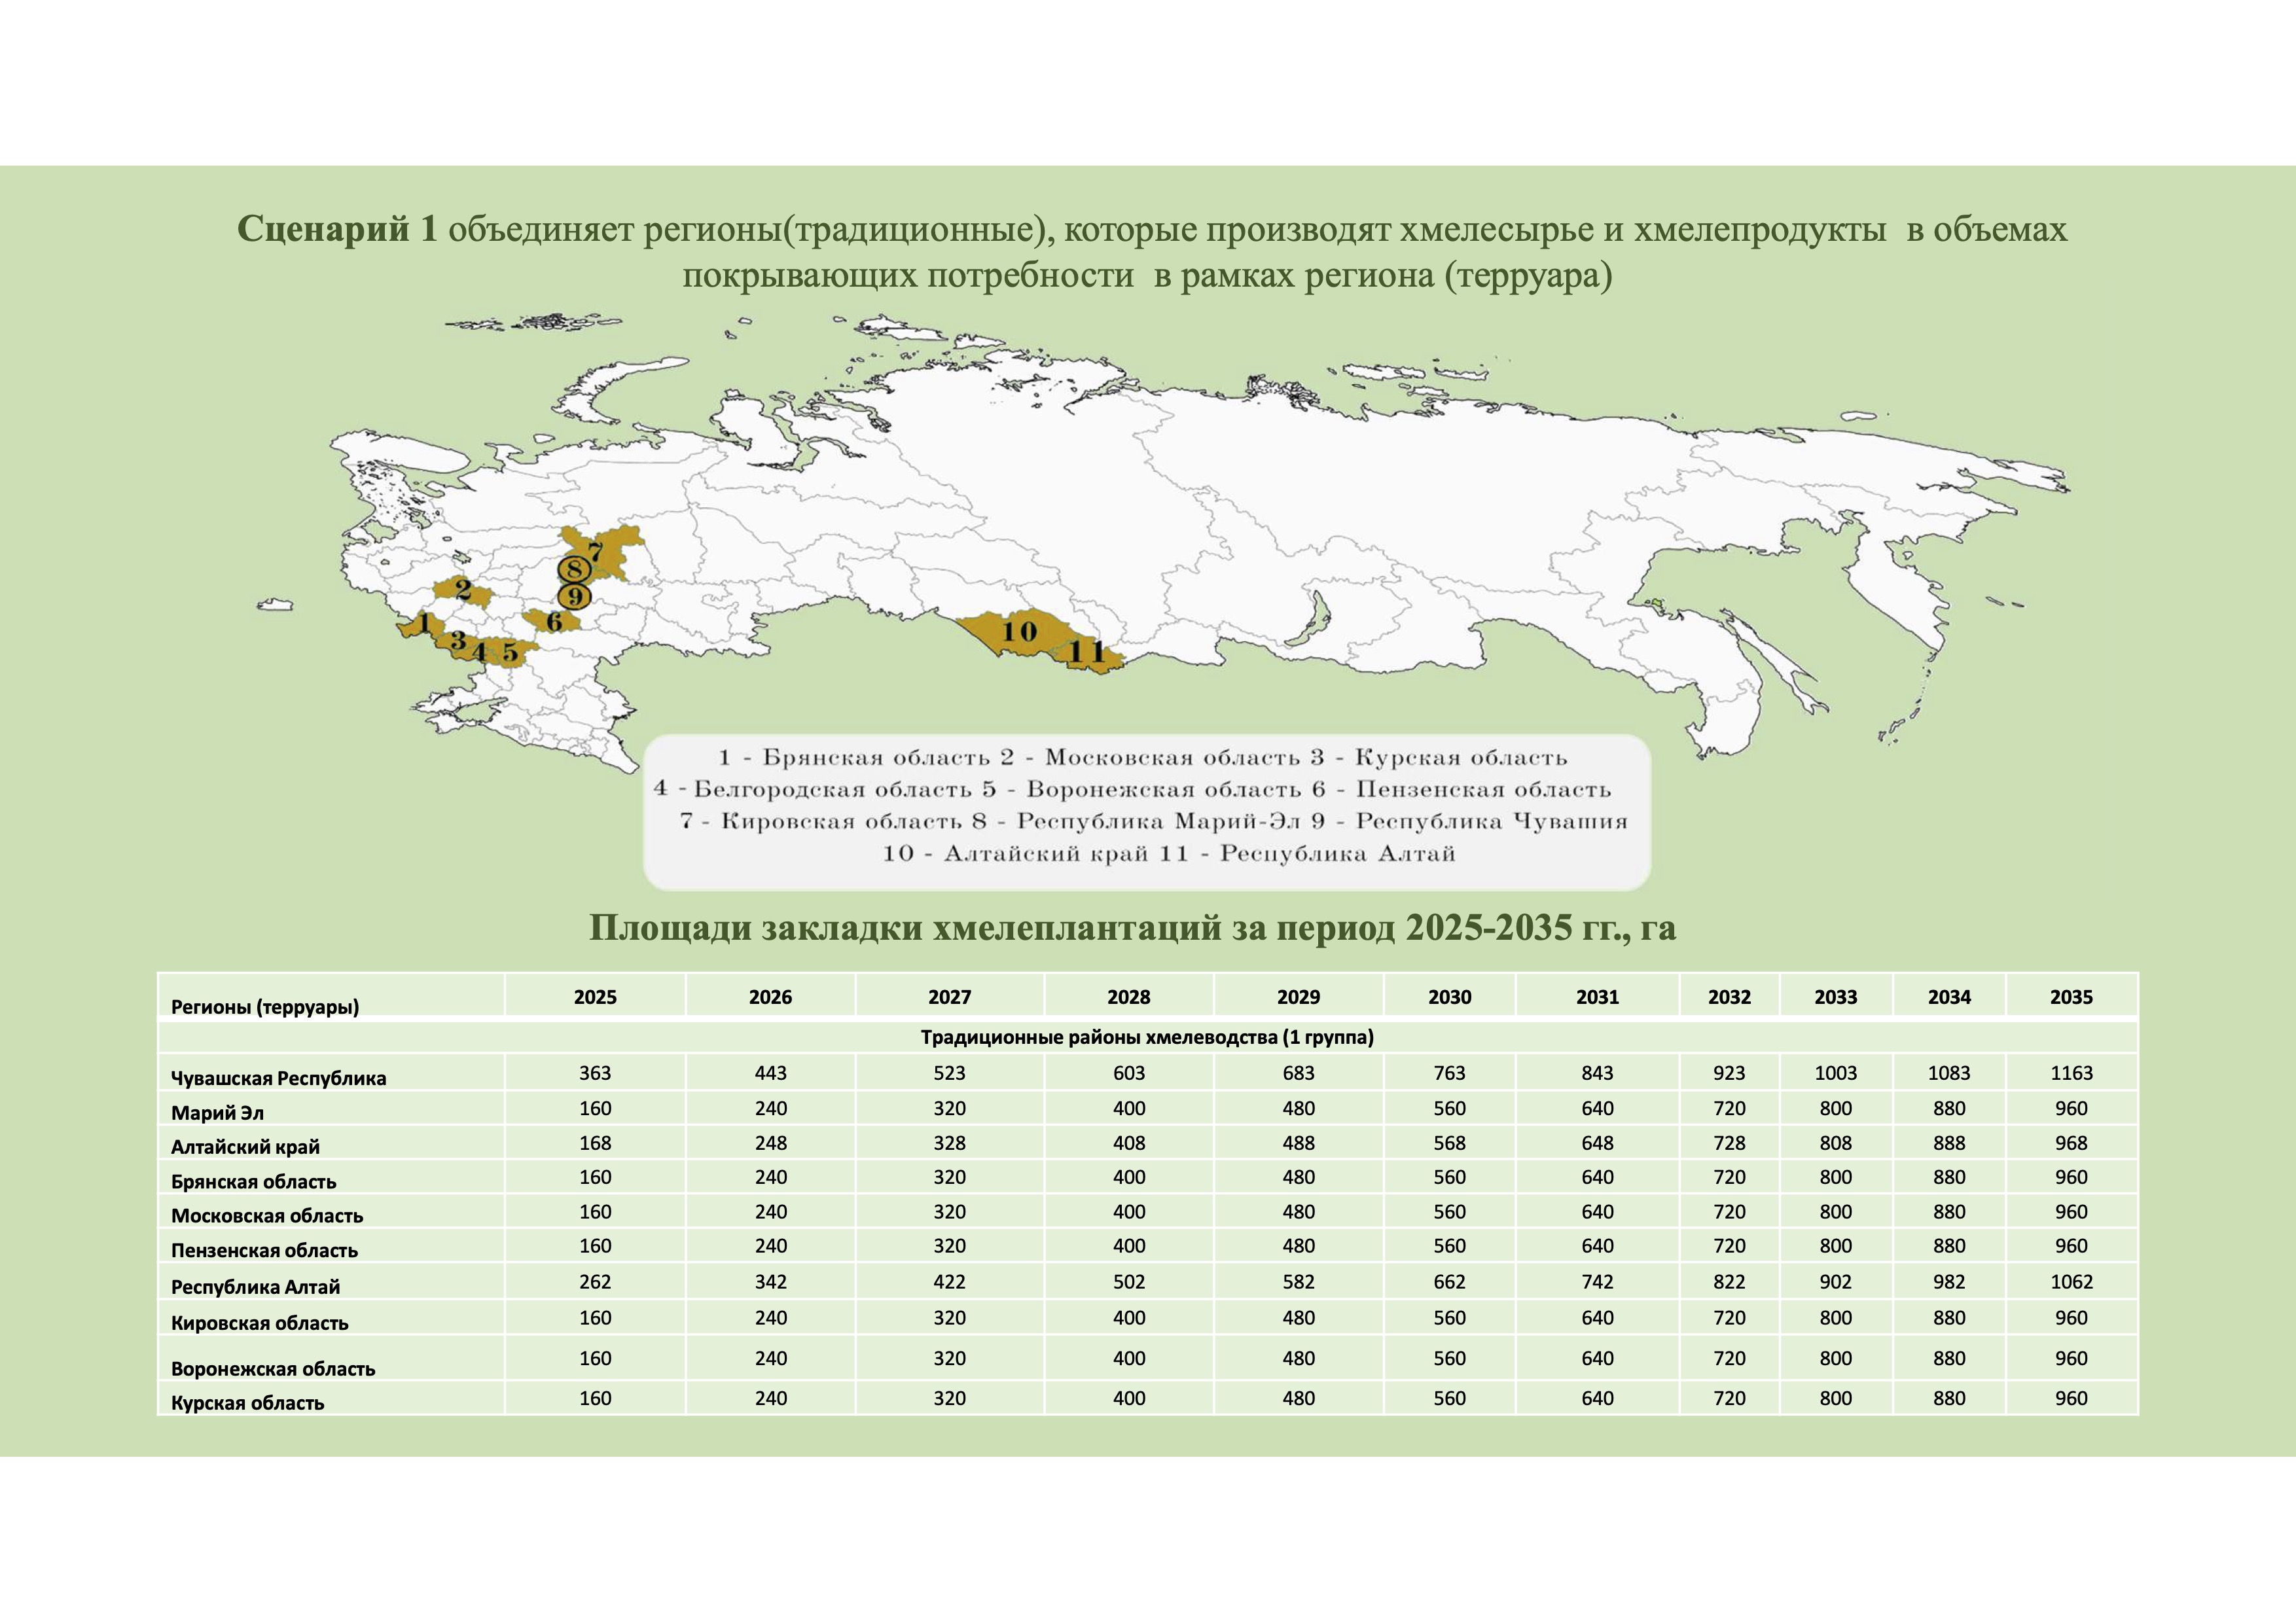 Сценарий 1 объединяет регионы(традиционные), которые производят хмелесырье и хмелепродукты в объемах
покрывающих потребности в рамках региона (терруара)
7
8
2
9
1
6
3
4
5
10
11
1 - Брянская область 2 - Московская область 3 - Курская область
4 - Белгородская область 5 - Воронежская область 6 - Пензенская область
7 - Кировская область 8 - Республика Марий-Эл 9 - Республика Чувашия
10 - Алтайский край 11 - Республика Алтай
Площади закладки хмелеплантаций за период 2025-2035 гг., га
Регионы (терруары) 2025 2026 2027 2028 2029 2030 2031 2032 2033 2034 2035
Традиционные районы хмелеводства (1 группа)
Чувашская Республика 363 443 523 603 683 763 843 923 1003 1083 1163
Марий Эл 160 240 320 400 480 560 640 720 800 880 960
Алтайский край 168 248 328 408 488 568 648 728 808 888 968
Брянская область 160 240 320 400 480 560 640 720 800 880 960
Московская область 160 240 320 400 480 560 640 720 800 880 960
Пензенская область 160 240 320 400 480 560 640 720 800 880 960
Республика Алтай 262 342 422 502 582 662 742 822 902 982 1062
Кировская область 160 240 320 400 480 560 640 720 800 880 960
Воронежская область 160 240 320 400 480 560 640 720 800 880 960
Курская область 160 240 320 400 480 560 640 720 800 880 960